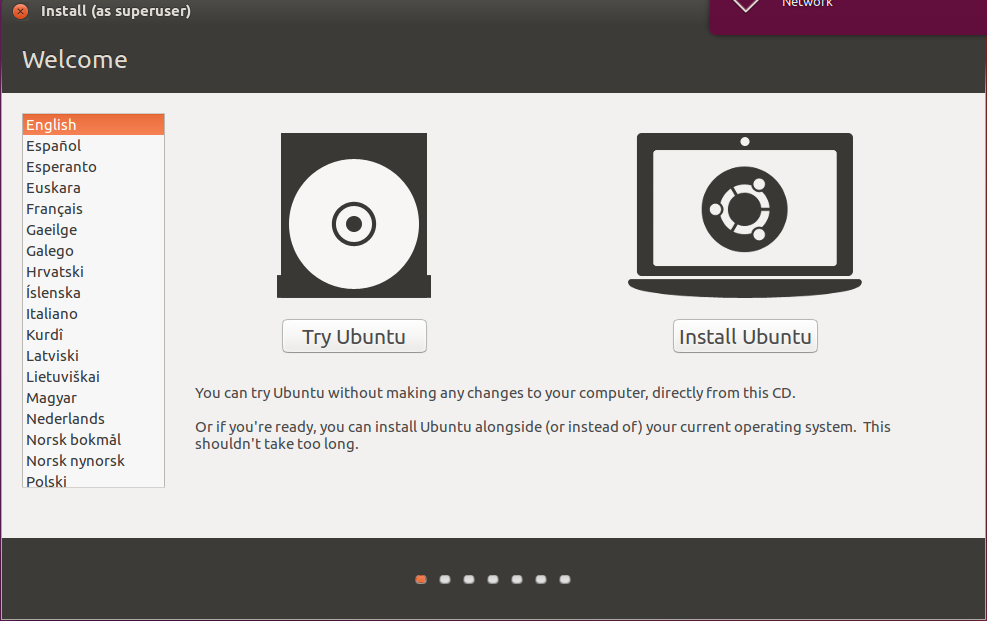 Install (as superuser)
Network
Welcome
English
Español
Esperanto
Euskara
Français
Gaeilge
Galego
Hrvatski
Íslenska
Italiano
Kurdî
Latviski
Lietuviškai
Magyar
Nederlands
Norsk bokmål
Norsk nynorsk
Polski
Try Ubuntu
Install Ubuntu
You can try Ubuntu without making any changes to your computer, directly from this CD.
Or if you're ready, you can install Ubuntu alongside (or instead of) your current operating system.  This
shouldn't take too long.